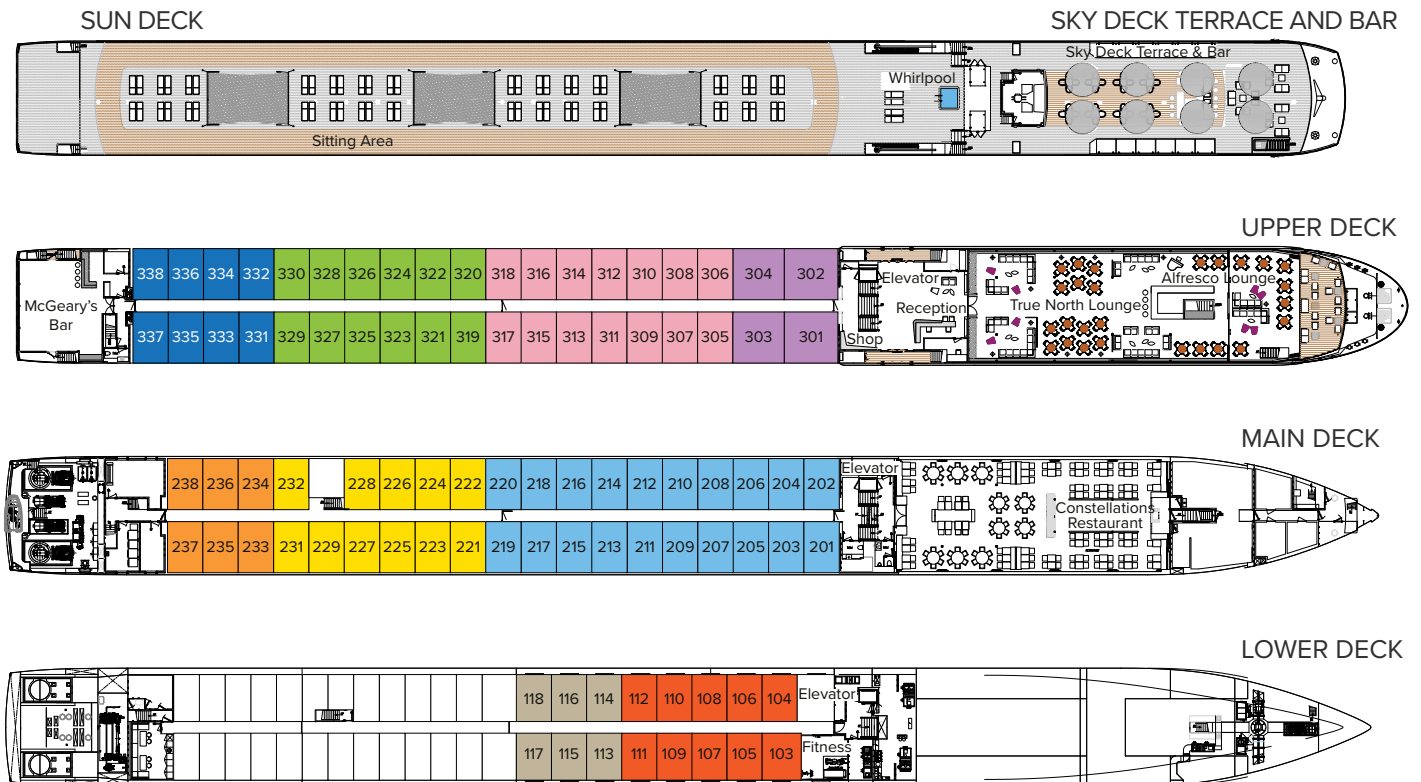 SUN DECK
SKY DECK TERRACE AND BAR
Sky Deck Terrace & Bar
Whirlpool
Sitting Area
UPPER DECK
338 336 334 332 330 328 326 324 322 320 318 316 314 312 310 308 306 304 302
Elevator
Alfresco Lounge
McGeary's
Bar
True North Lounge
Reception
337 335 333 331 329 327 325 323 321 319 317 315 313 311 309 307 305 303 301
Shop
MAIN DECK
Elevator
238 236 234 232 228 226 224 222 220 218 216 214 212 210 208 206 204 202
Constellations
Restaurant
237 235 233 231 229 227 225 223 221 219 217 215 213 211 209 207 205 203 201
LOWER DECK
118 116 114 112 110 108 106 104
Elevator
117 115 113 111 109 107 105 103
Fitness